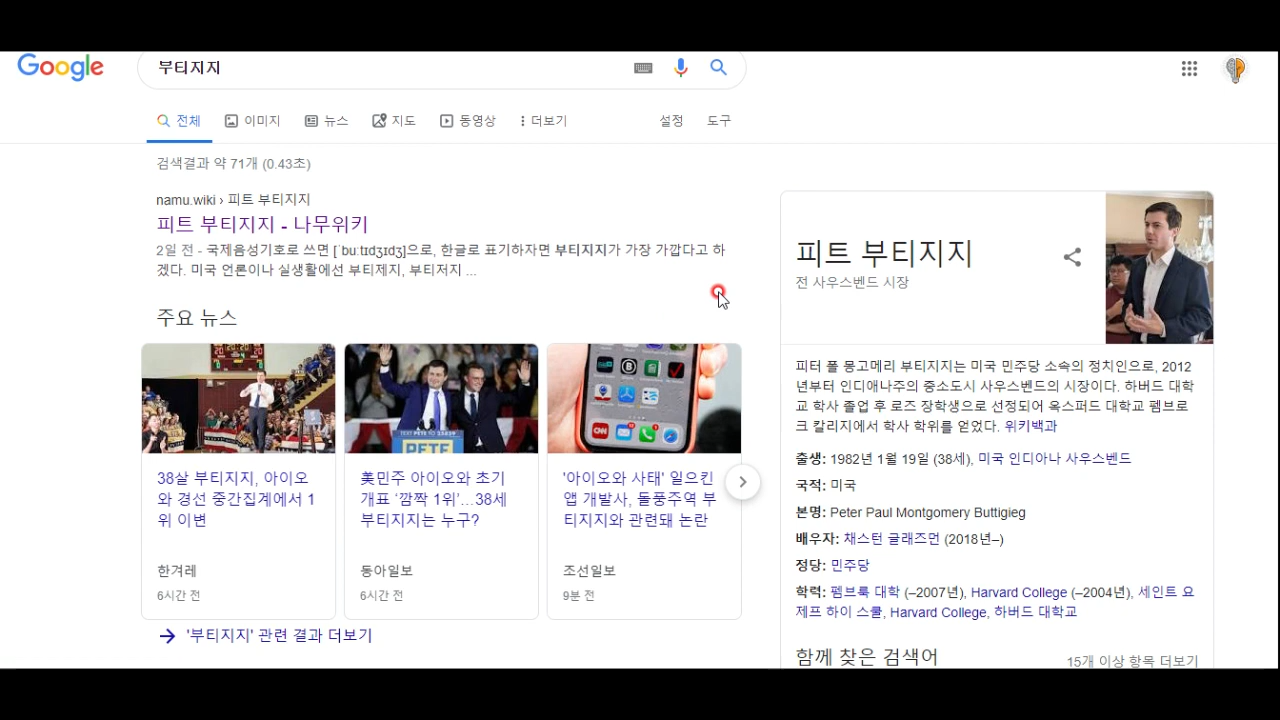 Google
부티지지
전체
이미지
뉴스
지도
동영상
더보기
설정
도구
검색결과 약 71개 (0.43초)
namu.wiki › 피트 부티지지
피트 부티지지 - 나무위키
2일 전 - 국제음성기호로 쓰면 [ˈbuːtɪdʒɪdʒ]으로, 한글로 표기하자면 부티지지가 가장 가깝다고 하
겠다. 미국 언론이나 실생활에선 부티제지, 부티저지 ...
주요 뉴스
38살 부티지지, 아이오
와 경선 중간집계에서 1
위 이변
한겨레
6시간 전
TEXT PETE TO
PETE
美민주 아이오와 초기
개표 ‘깜짝 1위’…38세
부티지지는 누구?
동아일보
6시간 전
CNN
'아이오와 사태' 일으킨
앱 개발사, 돌풍주역 부
티지지와 관련돼 논란
조선일보
9분 전
'부티지지' 관련 결과 더보기
피트 부티지지
전 사우스벤드 시장
피터 폴 몽고메리 부티지지는 미국 민주당 소속의 정치인으로, 2012
년부터 인디애나주의 중소도시 사우스벤드의 시장이다. 하버드 대학
교 학사 졸업 후 로즈 장학생으로 선정되어 옥스퍼드 대학교 펨브로
크 칼리지에서 학사 학위를 얻었다. 위키백과
출생: 1982년 1월 19일 (38세), 미국 인디아나 사우스벤드
국적: 미국
본명: Peter Paul Montgomery Buttigieg
배우자: 채스턴 글래즈먼 (2018년–)
정당: 민주당
학력: 펨브룩 대학 (–2007년), Harvard College (–2004년), 세인트 요
제프 하이 스쿨, Harvard College, 하버드 대학교
함께 찾은 검색어
15개 이상 항목 더보기